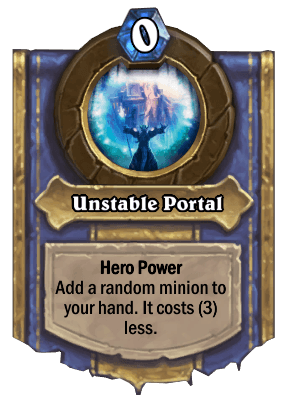 0
Unstable Portal
Hero Power
Add a random minion to
your hand. It costs (3)
less.